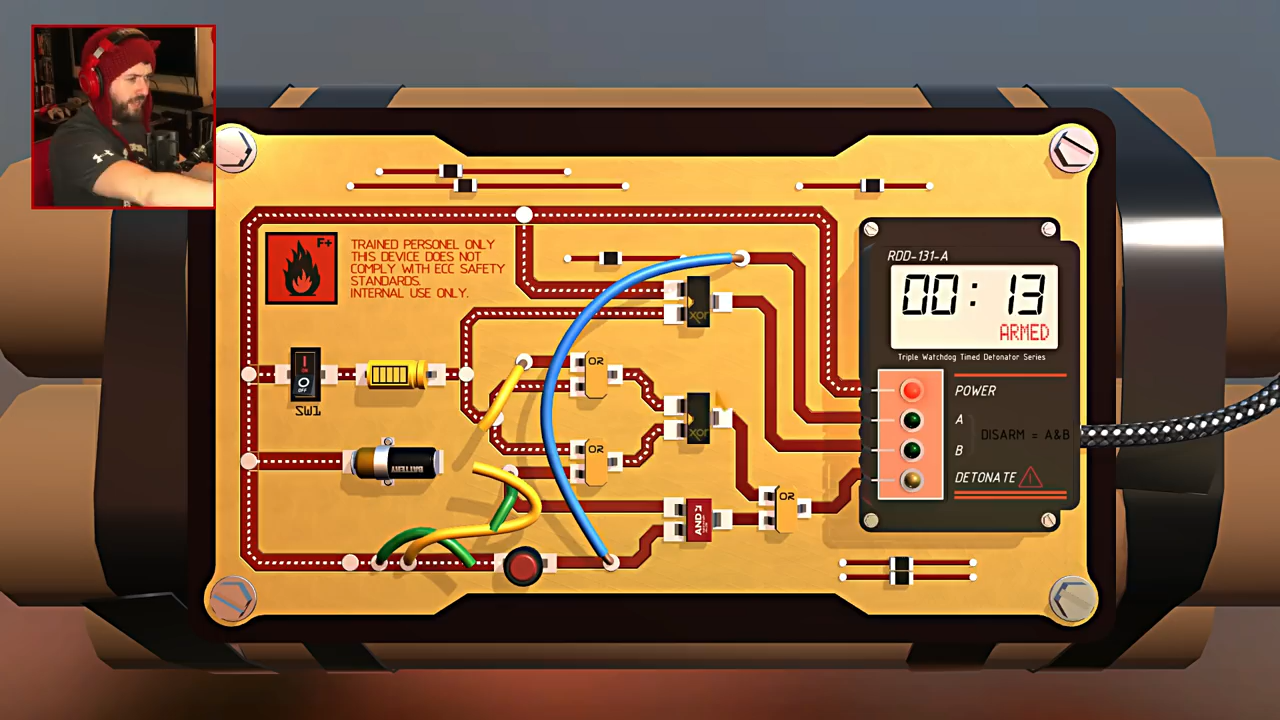 F+
TRAINED PERSONEL ONLY
THIS DEVICE DOES NOT
COMPLY WITH ECC SAFETY
STANDARDS.
INTERNAL USE ONLY.
RDD-131-A
00:13
ARMED
Triple Watchdog Timed Detonator Series
POWER
A
B
DISARM = A&B
DETONATE
ON
OFF
SW1
BATTERY
OR
OR
OR
XOR
XOR
AND